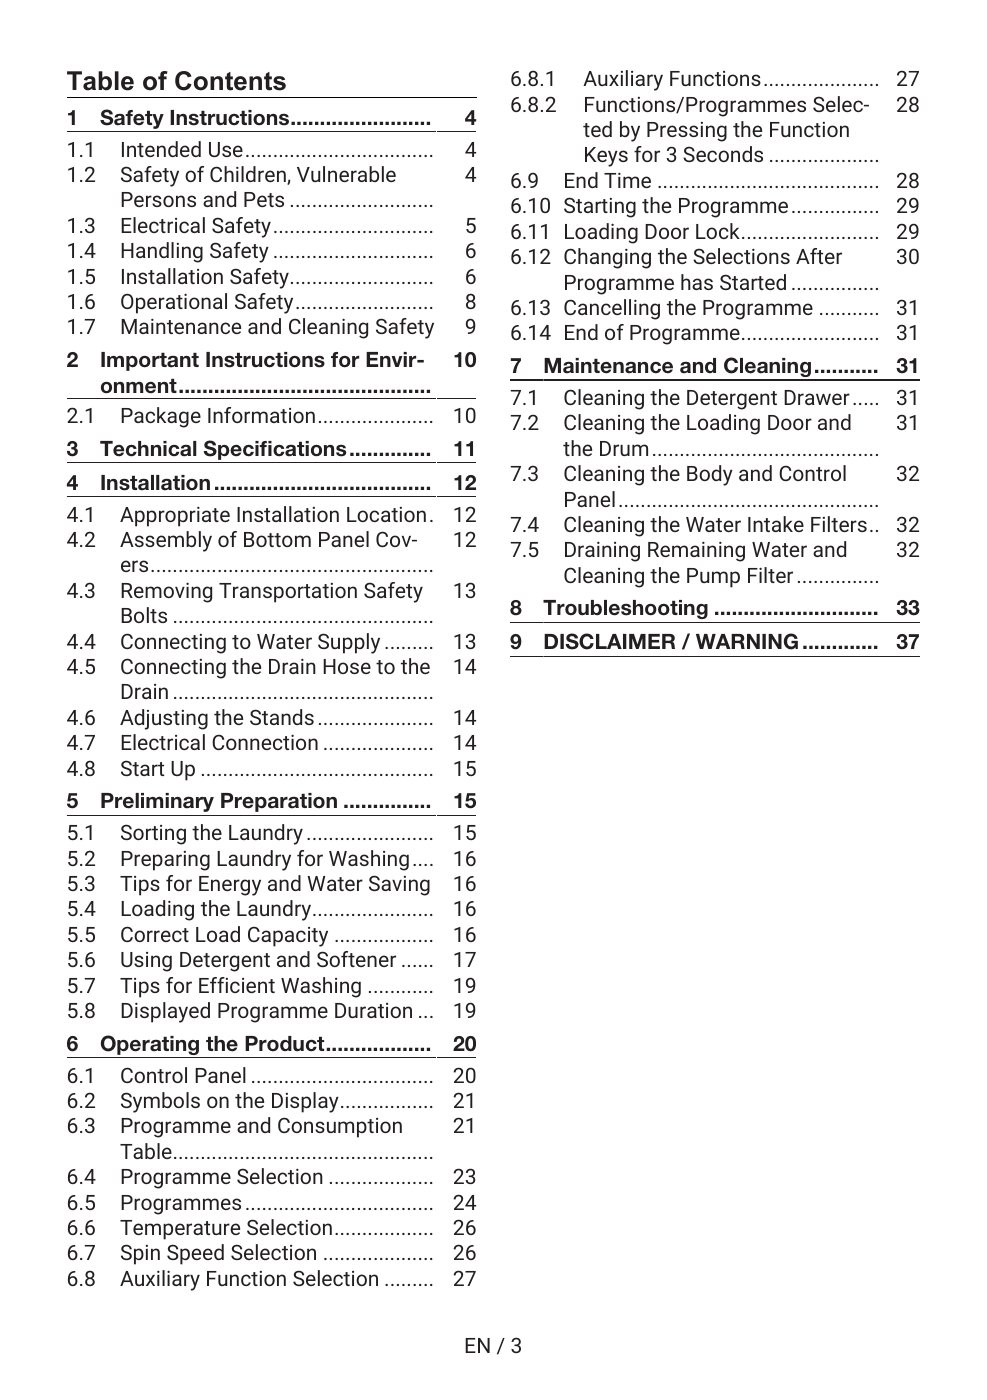 Table of Contents
1 Safety Instructions........................ 4
1.1 Intended Use.................................. 4
1.2 Safety of Children, Vulnerable 4
Persons and Pets ..........................
1.3 Electrical Safety............................. 5
1.4 Handling Safety ............................. 6
1.5 Installation Safety.......................... 6
1.6 Operational Safety......................... 8
1.7 Maintenance and Cleaning Safety 9
2 Important Instructions for Envir- 10
onment...........................................
2.1 Package Information..................... 10
3 Technical Specifications.............. 11
4 Installation ..................................... 12
4.1 Appropriate Installation Location. 12
4.2 Assembly of Bottom Panel Cov- 12
ers...................................................
4.3 Removing Transportation Safety 13
Bolts ...............................................
4.4 Connecting to Water Supply ......... 13
4.5 Connecting the Drain Hose to the 14
Drain ...............................................
4.6 Adjusting the Stands ..................... 14
4.7 Electrical Connection .................... 14
4.8 Start Up .......................................... 15
5 Preliminary Preparation ............... 15
5.1 Sorting the Laundry ....................... 15
5.2 Preparing Laundry for Washing.... 16
5.3 Tips for Energy and Water Saving 16
5.4 Loading the Laundry...................... 16
5.5 Correct Load Capacity .................. 16
5.6 Using Detergent and Softener ...... 17
5.7 Tips for Efficient Washing ............ 19
5.8 Displayed Programme Duration ... 19
6 Operating the Product.................. 20
6.1 Control Panel ................................. 20
6.2 Symbols on the Display................. 21
6.3 Programme and Consumption 21
Table...............................................
6.4 Programme Selection ................... 23
6.5 Programmes .................................. 24
6.6 Temperature Selection.................. 26
6.7 Spin Speed Selection .................... 26
6.8 Auxiliary Function Selection ......... 27
6.8.1 Auxiliary Functions..................... 27
6.8.2 Functions/Programmes Selec- 28
ted by Pressing the Function
Keys for 3 Seconds ....................
6.9 End Time ........................................ 28
6.10 Starting the Programme................ 29
6.11 Loading Door Lock......................... 29
6.12 Changing the Selections After 30
Programme has Started ................
6.13 Cancelling the Programme ........... 31
6.14 End of Programme......................... 31
7 Maintenance and Cleaning........... 31
7.1 Cleaning the Detergent Drawer ..... 31
7.2 Cleaning the Loading Door and 31
the Drum.........................................
7.3 Cleaning the Body and Control 32
Panel...............................................
7.4 Cleaning the Water Intake Filters.. 32
7.5 Draining Remaining Water and 32
Cleaning the Pump Filter ...............
8 Troubleshooting ............................ 33
9 DISCLAIMER / WARNING ............. 37
EN / 3